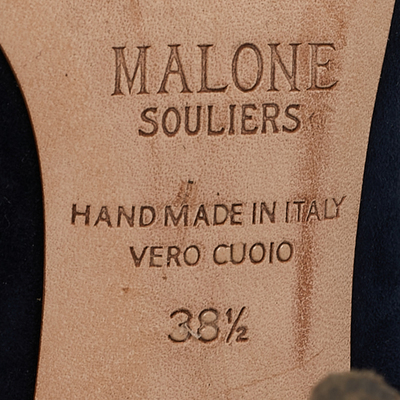 MALONE
SOULIERS
HAND MADE IN ITALY
VERO CUOIO
38½